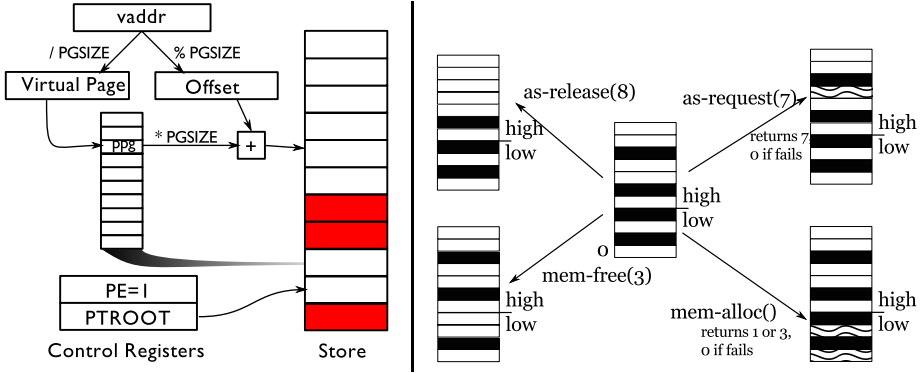 vaddr
/ PGSIZE
% PGSIZE
Virtual Page
Offset
ppg
* PGSIZE
+
PE=1
PTROOT
Control Registers
Store
as-release(8)
high
low
as-request(7)
returns 7,
0 if fails
high
low
high
low
0
mem-free(3)
high
low
mem-alloc()
returns 1 or 3,
0 if fails
high
low